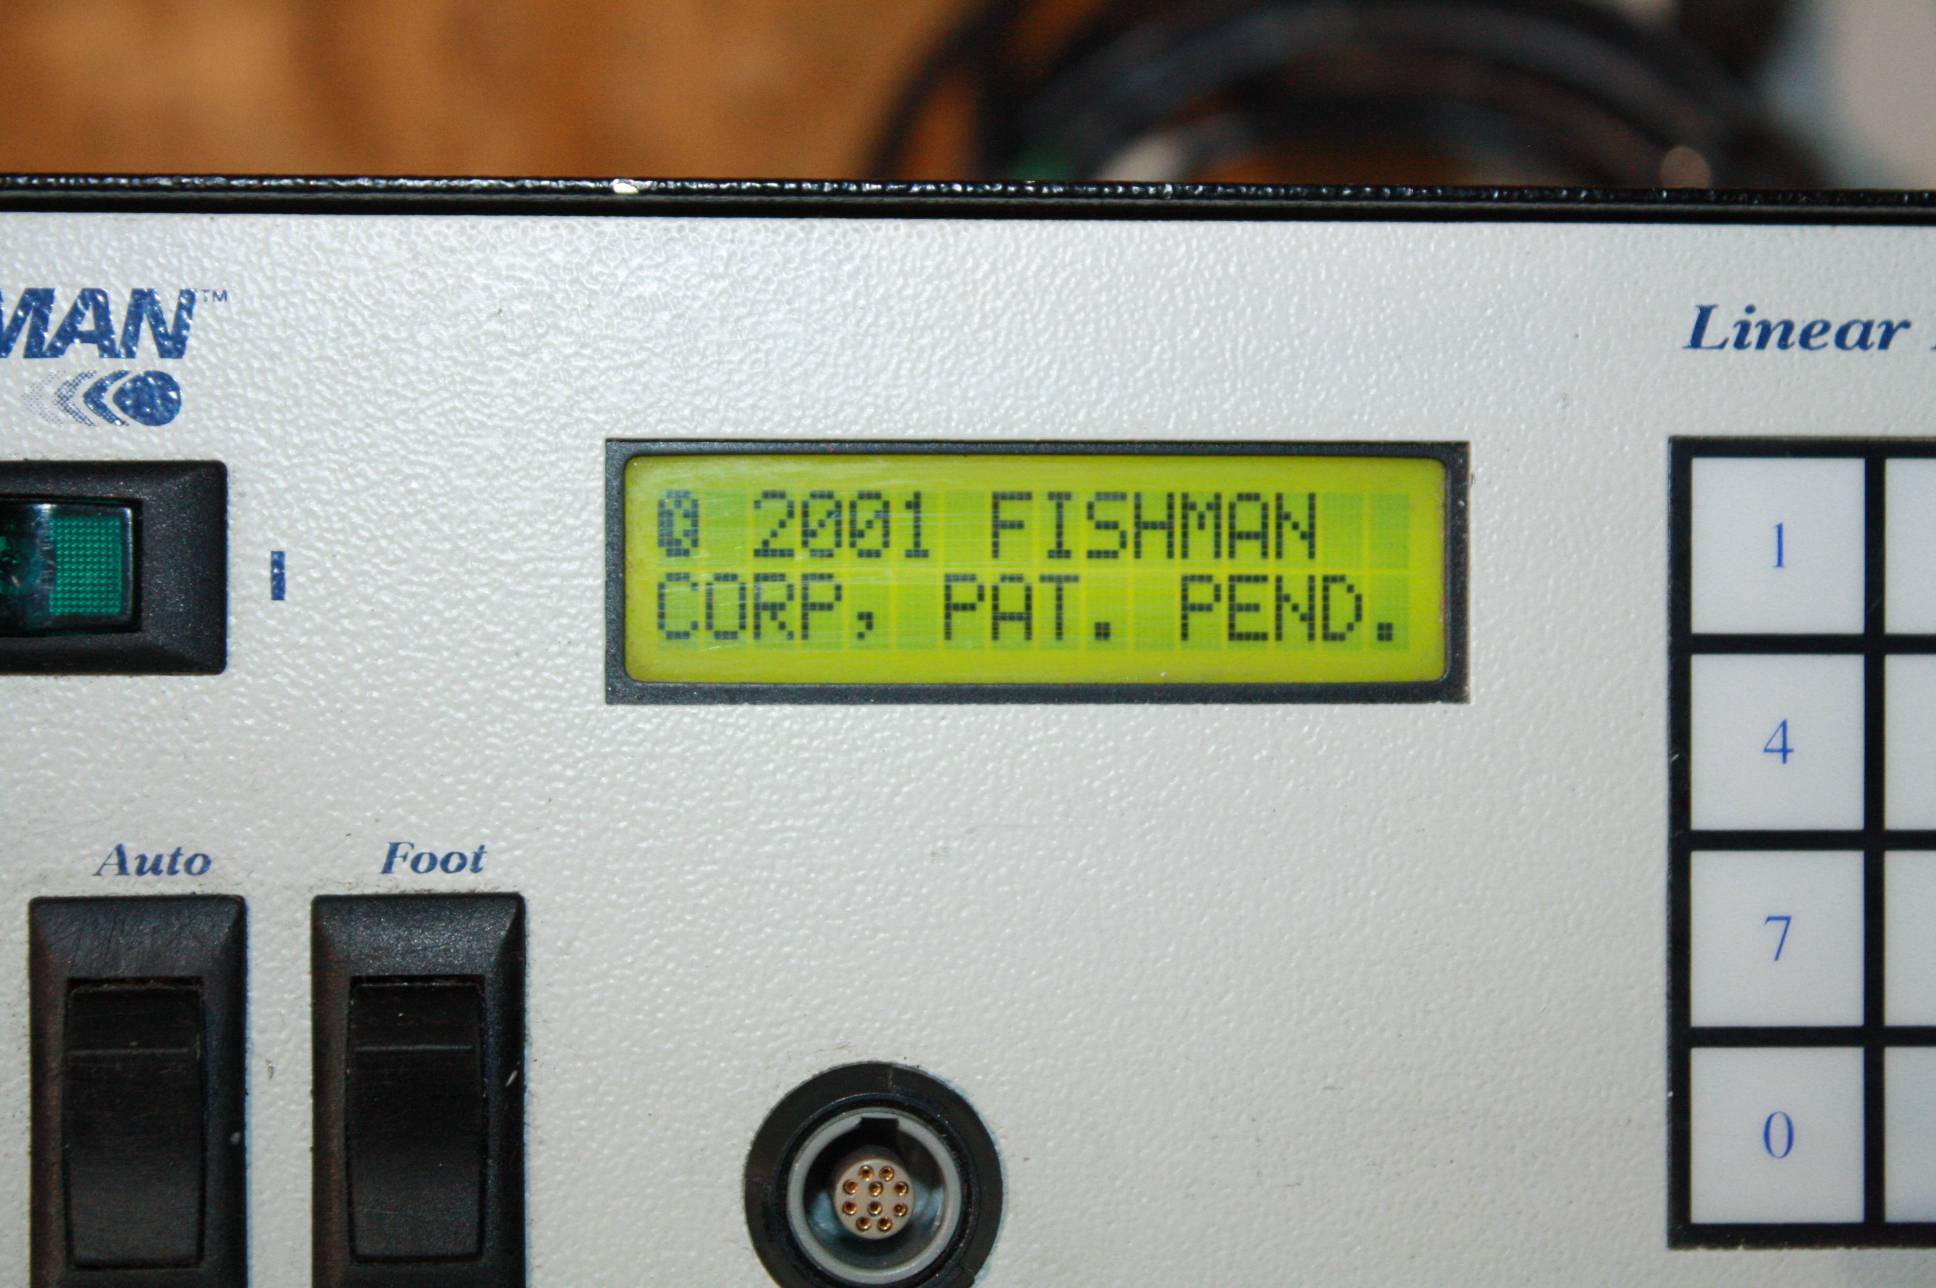 MAN™
Linear
© 2001 FISHMAN
CORP, PAT. PEND.
Auto
Foot
1
4
7
0